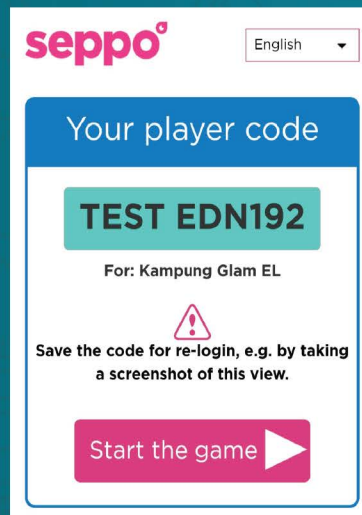 seppo
English
Your player code
TEST EDN192
For: Kampung Glam EL
Save the code for re-login, e.g. by taking
a screenshot of this view.
Start the game